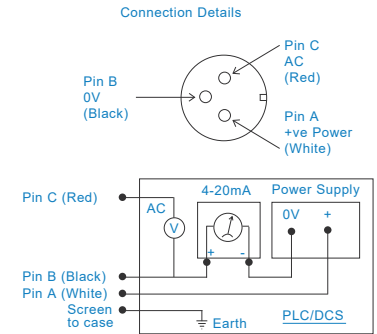 Connection Details
Pin C
AC
(Red)
Pin B
0V
(Black)
Pin A
+ve Power
(White)
4-20mA
Power Supply
Pin C (Red)
AC
V
0V
+
+
-
Pin B (Black)
Pin A (White)
Screen
to case
Earth
PLC/DCS